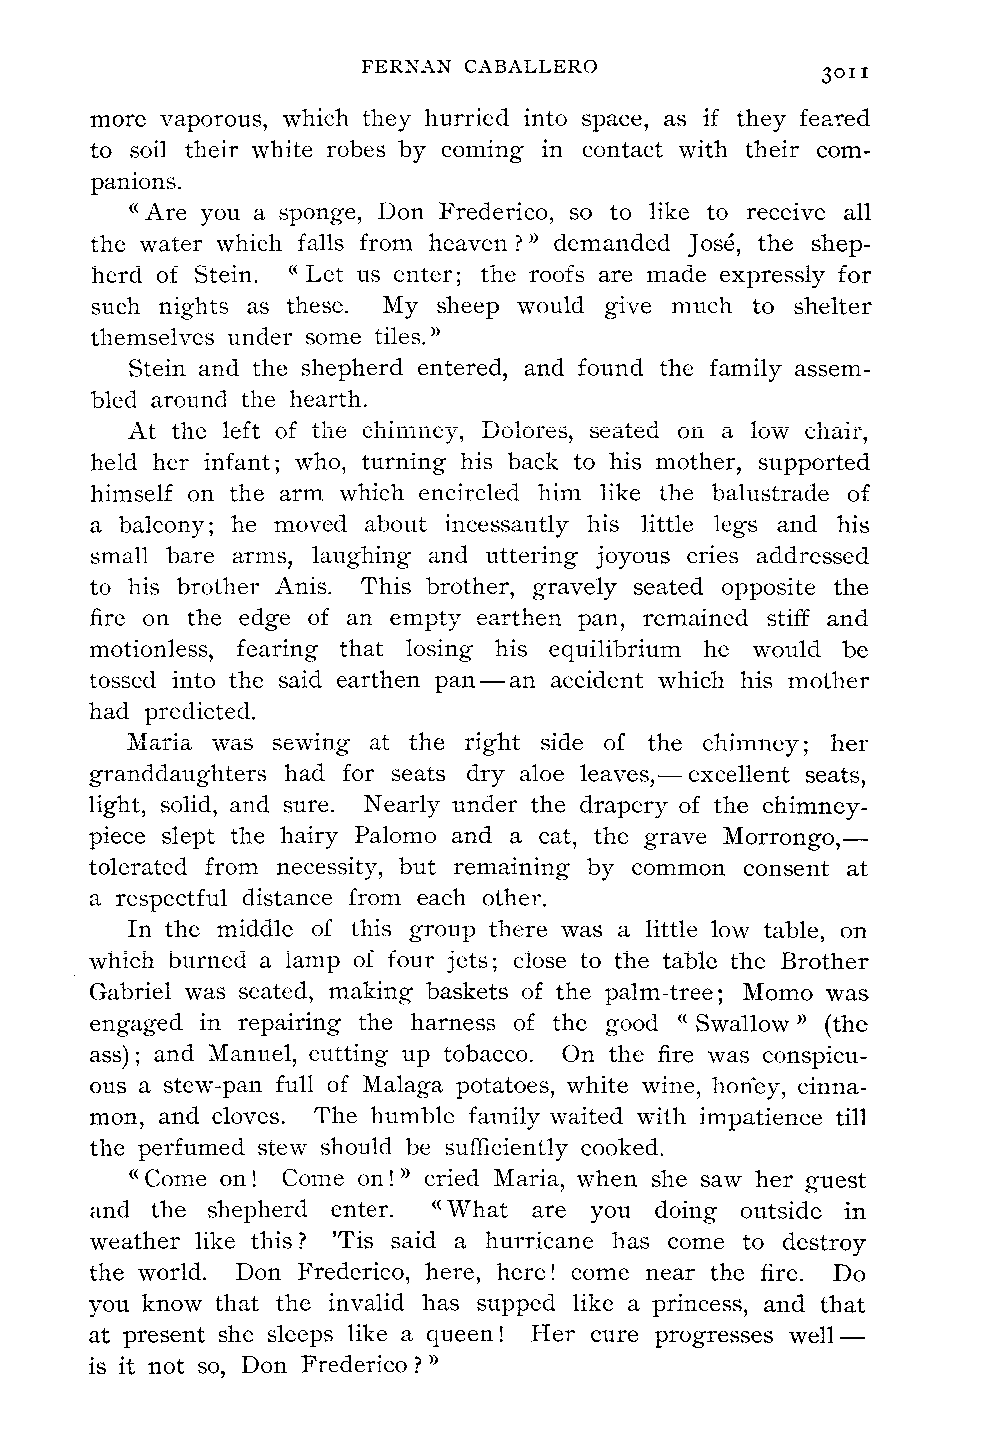 FERNAN CABALLERO 3011
more vaporous, which they hurried into space, as if they feared
to soil their white robes by coming in contact with their com-
panions.
« Are you a sponge, Don Frederico, so to like to receive all
the water which falls from heaven ? » demanded José, the shep-
herd of Stein. « Let us enter; the roofs are made expressly for
such nights as these. My sheep would give much to shelter
themselves under some tiles. »
Stein and the shepherd entered, and found the family assem-
bled around the hearth.
At the left of the chimney, Dolores, seated on a low chair,
held her infant; who, turning his back to his mother, supported
himself on the arm which encircled him like the balustrade of
a balcony; he moved about incessantly his little legs and his
small bare arms, laughing and uttering joyous cries addressed
to his brother Anis. This brother, gravely seated opposite the
fire on the edge of an empty earthen pan, remained stiff and
motionless, fearing that losing his equilibrium he would be
tossed into the said earthen pan — an accident which his mother
had predicted.
Maria was sewing at the right side of the chimney; her
granddaughters had for seats dry aloe leaves,— excellent seats,
light, solid, and sure. Nearly under the drapery of the chimney-
piece slept the hairy Palomo and a cat, the grave Morrongo,—
tolerated from necessity, but remaining by common consent at
a respectful distance from each other.
In the middle of this group there was a little low table, on
which burned a lamp of four jets; close to the table the Brother
Gabriel was seated, making baskets of the palm-tree; Momo was
engaged in repairing the harness of the good « Swallow » (the
ass); and Manuel, cutting up tobacco. On the fire was conspicu-
ous a stew-pan full of Malaga potatoes, white wine, honey, cinna-
mon, and cloves. The humble family waited with impatience till
the perfumed stew should be sufficiently cooked.
« Come on! Come on! » cried Maria, when she saw her guest
and the shepherd enter. « What are you doing outside in
weather like this? 'Tis said a hurricane has come to destroy
the world. Don Frederico, here, here! come near the fire. Do
you know that the invalid has supped like a princess, and that
at present she sleeps like a queen! Her cure progresses well —
is it not so, Don Frederico ? »